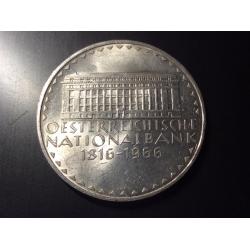 OESTERREICHISCHE
NATIONALBANK
1816-1966